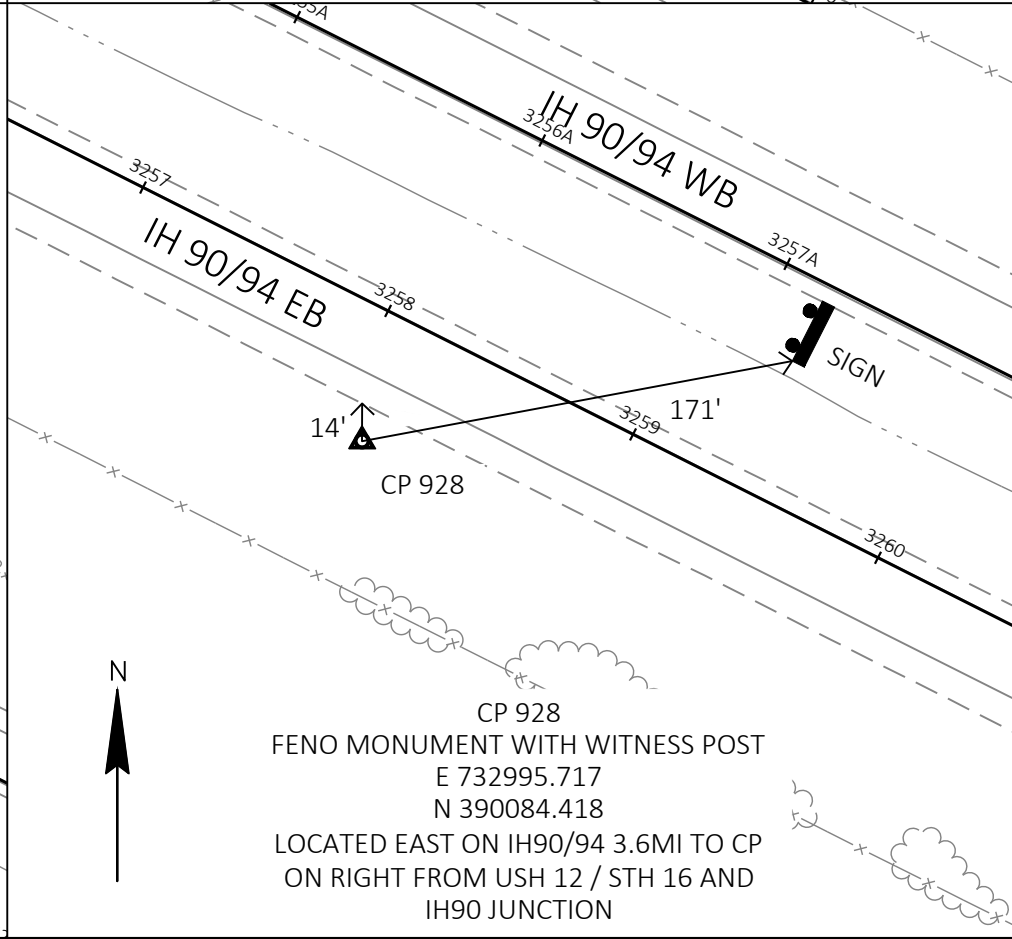 IH 90/94 WB
3256A
3257A
3257
IH 90/94 EB
3258
SIGN
171'
3259
14'
CP 928
3260
N
CP 928
FENO MONUMENT WITH WITNESS POST
E 732995.717
N 390084.418
LOCATED EAST ON IH90/94 3.6MI TO CP
ON RIGHT FROM USH 12 / STH 16 AND
IH90 JUNCTION